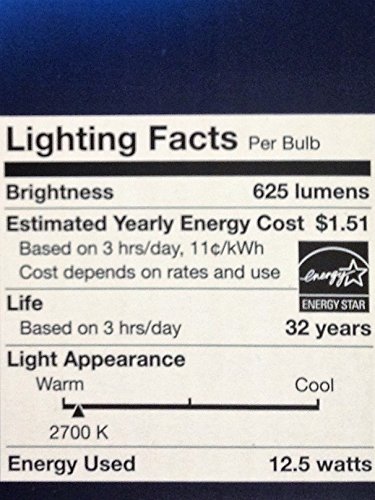 Lighting Facts Per Bulb
Brightness 625 lumens
Estimated Yearly Energy Cost $1.51
Based on 3 hrs/day, 11¢/kWh
Cost depends on rates and use
energy
ENERGY STAR
Life
Based on 3 hrs/day 32 years
Light Appearance
Warm Cool
2700 K
Energy Used 12.5 watts